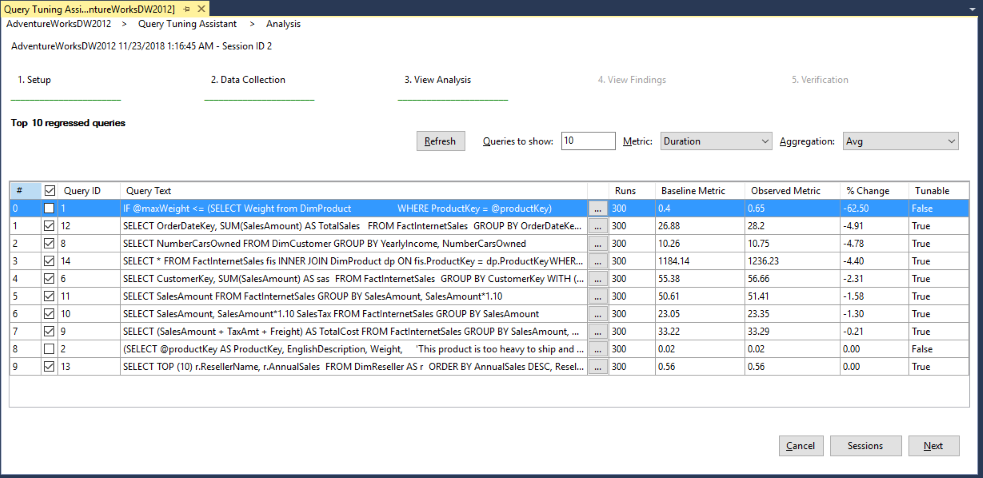 Query Tuning Assi...ntureWorksDW2012]
AdventureWorksDW2012 > Query Tuning Assistant > Analysis
AdventureWorksDW2012 11/23/2018 1:16:45 AM - Session ID 2
1. Setup 2. Data Collection 3. View Analysis 4. View Findings 5. Verification
Top 10 regressed queries
Refresh Queries to show: 10 Metric: Duration Aggregation: Avg
# Query ID Query Text Runs Baseline Metric Observed Metric % Change Tunable
0 1 IF @maxWeight <= (SELECT Weight from DimProduct WHERE ProductKey = @productKey) ... 300 0.4 0.65 -62.50 False
1 12 SELECT OrderDateKey, SUM(SalesAmount) AS TotalSales FROM FactInternetSales GROUP BY OrderDateKe... ... 300 26.88 28.2 -4.91 True
2 8 SELECT NumberCarsOwned FROM DimCustomer GROUP BY YearlyIncome, NumberCarsOwned ... 300 10.26 10.75 -4.78 True
3 14 SELECT * FROM FactInternetSales fis INNER JOIN DimProduct dp ON fis.ProductKey = dp.ProductKeyWHER... ... 300 1184.14 1236.23 -4.40 True
4 6 SELECT CustomerKey, SUM(SalesAmount) AS sas FROM FactInternetSales GROUP BY CustomerKey WITH (... ... 300 55.38 56.66 -2.31 True
5 11 SELECT SalesAmount FROM FactInternetSales GROUP BY SalesAmount, SalesAmount*1.10 ... 300 50.61 51.41 -1.58 True
6 10 SELECT SalesAmount, SalesAmount*1.10 SalesTax FROM FactInternetSales GROUP BY SalesAmount ... 300 23.05 23.35 -1.30 True
7 9 SELECT (SalesAmount + TaxAmt + Freight) AS TotalCost FROM FactInternetSales GROUP BY SalesAmount, ... ... 300 33.22 33.29 -0.21 True
8 2 (SELECT @productKey AS ProductKey, EnglishDescription, Weight, 'This product is too heavy to ship and ... ... 300 0.02 0.02 0.00 False
9 13 SELECT TOP (10) r.ResellerName, r.AnnualSales FROM DimReseller AS r ORDER BY AnnualSales DESC, Resel... ... 300 0.56 0.56 0.00 True
Cancel Sessions Next